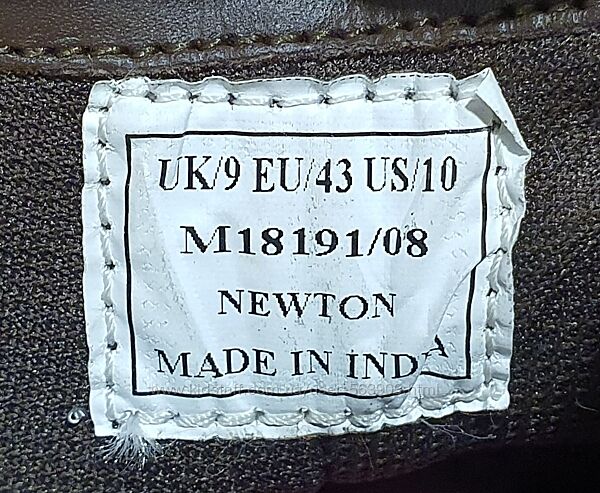 UK/9 EU/43 US/10
M18191/08
NEWTON
MADE IN INDIA